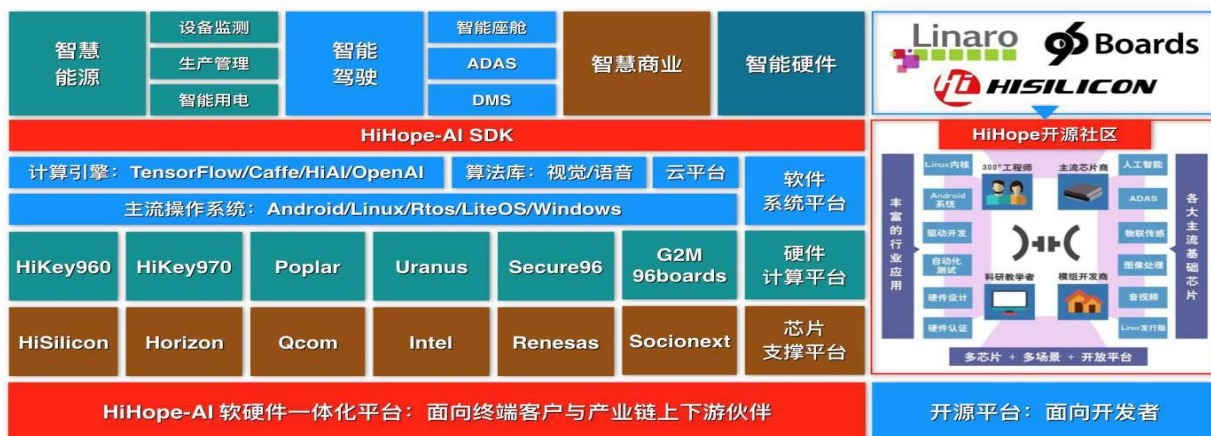 智慧
能源
设备监测
生产管理
智能用电
智能
驾驶
智能座舱
ADAS
DMS
智慧商业
智能硬件
HiHope-AI SDK
计算引擎：TensorFlow/Caffe/HiAI/OpenAI
算法库：视觉/语音
云平台
主流操作系统：Android/Linux/Rtos/LiteOS/Windows
软件
系统平台
HiKey960
HiKey970
Poplar
Uranus
Secure96
G2M
96boards
硬件
计算平台
HiSilicon
Horizon
Qcom
Intel
Renesas
Socionext
芯片
支撑平台
HiHope-AI 软硬件一体化平台：面向终端客户与产业链上下游伙伴
Linaro
96Boards
HISILICON
HiHope开源社区
丰富的行业应用
Linux内核
Android
系统
驱动开发
自动化
测试
硬件设计
硬件认证
300+工程师
主流芯片商
科研教学者
模组开发商
人工智能
ADAS
物联传感
图像处理
音视频
Linux发行版
各大主流基础芯片
多芯片 + 多场景 + 开放平台
开源平台：面向开发者